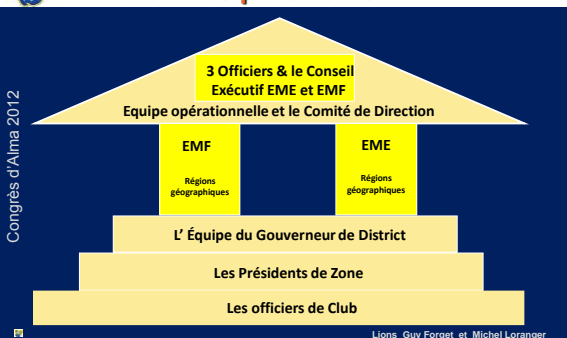 3 Officiers & le Conseil
Exécutif EME et EMF
Equipe opérationnelle et le Comité de Direction
EMF
Régions
géographiques
EME
Régions
géographiques
L' Équipe du Gouverneur de District
Les Présidents de Zone
Les officiers de Club
Congrès d'Alma 2012
Lions Guy Forget et Michel Loranger